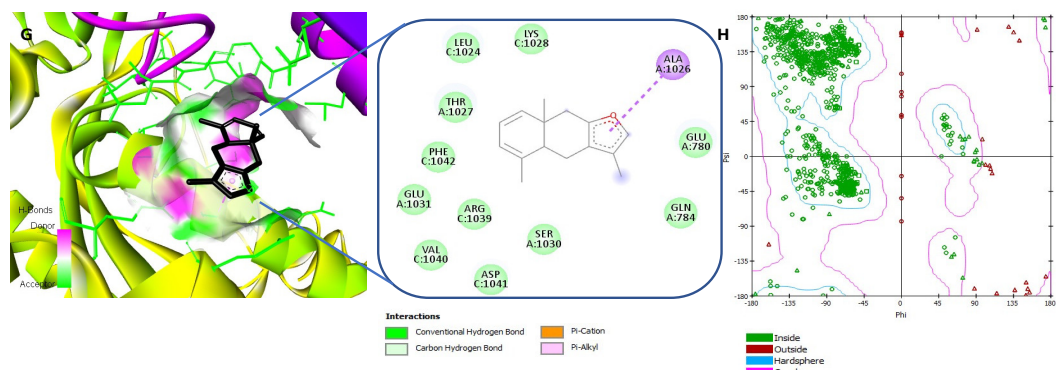 G
H-Bonds
Donor
Acceptor
LEU
C:1024
LYS
C:1028
ALA
A:1026
THR
A:1027
GLU
A:780
PHE
C:1042
GLU
A:1031
ARG
C:1039
GLN
A:784
SER
A:1030
VAL
C:1040
ASP
C:1041
O
Interactions
Conventional Hydrogen Bond
Carbon Hydrogen Bond
Pi-Cation
Pi-Alkyl
H
180
135
90
45
0
-45
-90
-135
-180
Psi
-180 -135 -90 -45 0 45 90 135 180
Phi
Inside
Outside
Hardsphere